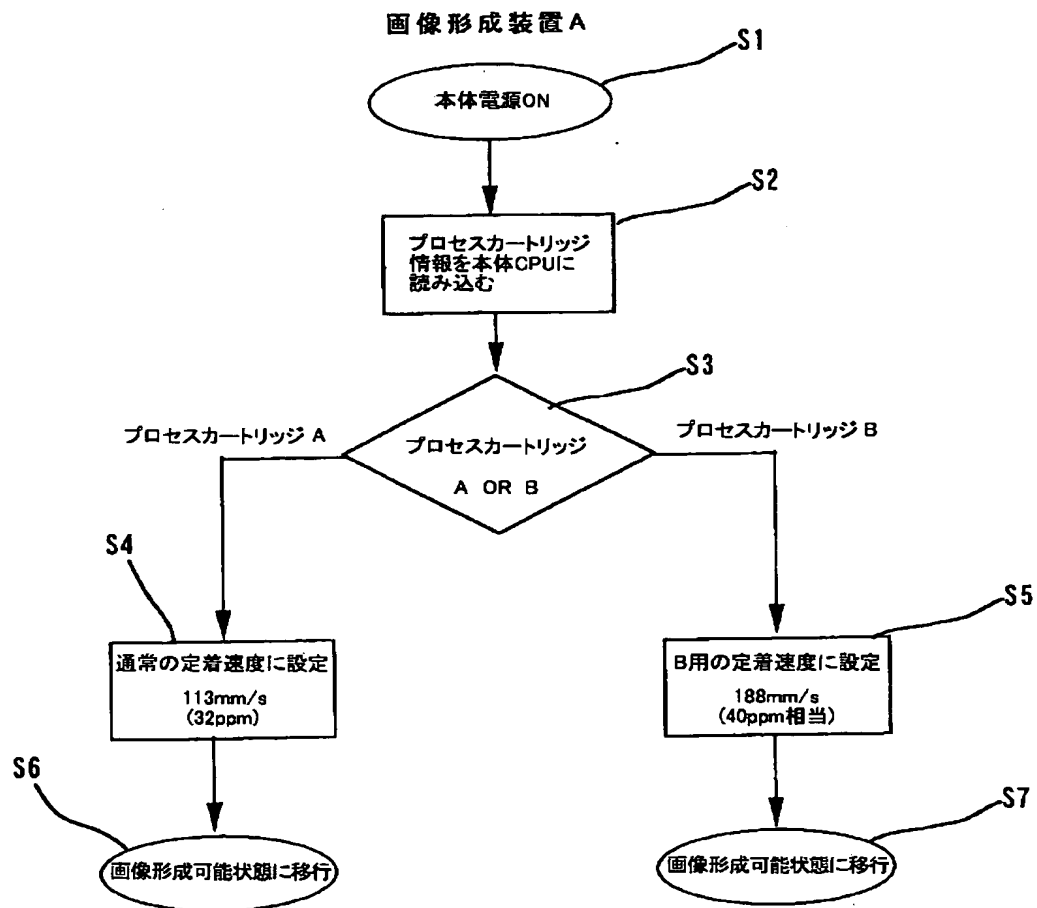 画像形成装置A
S1
本体電源ON
S2
プロセスカートリッジ
情報を本体CPUに
読み込む
S3
プロセスカートリッジ A
プロセスカートリッジ B
プロセスカートリッジ
A OR B
S4
S5
通常の定着速度に設定
113mm/s
(32ppm)
B用の定着速度に設定
188mm/s
(40ppm相当)
S6
S7
画像形成可能状態に移行
画像形成可能状態に移行